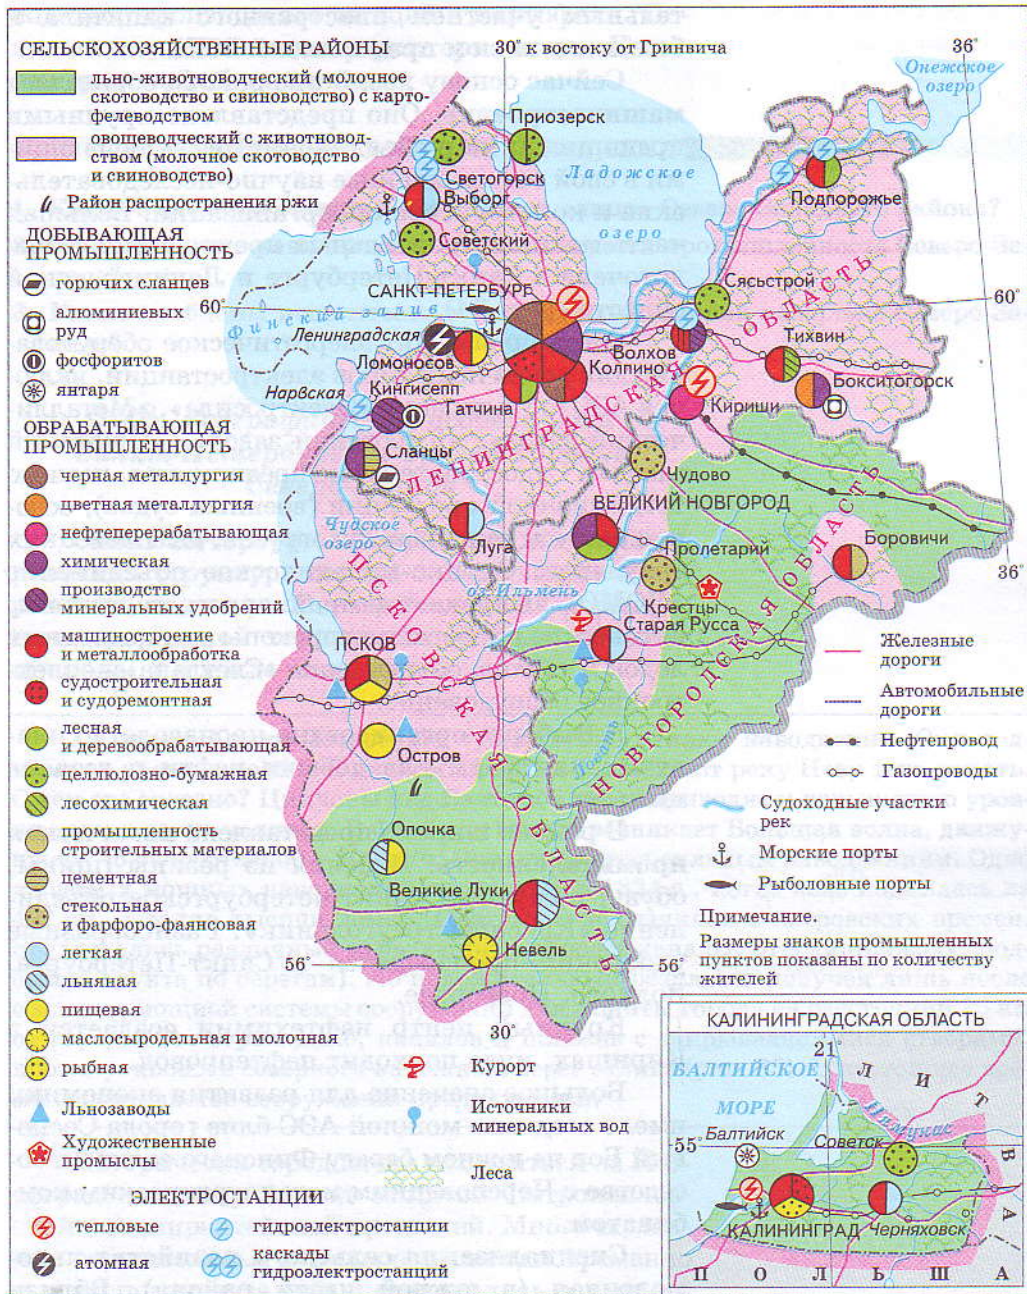 СЕЛЬСКОХОЗЯЙСТВЕННЫЕ РАЙОНЫ
льно-животноводческий (молочное
скотоводство и свиноводство) с карто-
фелеводством
свиноводство)
Район распространения ржи
ДОБЫВАЮЩАЯ
ПРОМЫШЛЕННОСТЬ
горючих сланцев
алюминиевых
руд
фосфоритов
янтаря
ОБРАБАТЫВАЮЩАЯ
ПРОМЫШЛЕННОСТЬ
черная металлургия
цветная металлургия
нефтеперерабатывающая
химическая
производство
минеральных удобрений
машиностроение
и металлообработка
судостроительная
и судоремонтная
лесная
и деревообрабатывающая
целлюлозно-бумажная
лесохимическая
промышленность
строительных материалов
цементная
стекольная
и фарфоро-фаянсовая
легкая
льняная
пищевая
маслосыродельная и молочная
рыбная
Льнозаводы
Художественные
промыслы
ЭЛЕКТРОСТАНЦИИ
тепловые
атомная
гидроэлектростанции
каскады
гидроэлектростанций
Курорт
Источники
минеральных вод
Леса
30° к востоку от Гринвича
36°
Онежское
озеро
Приозерск
Светогорск
Выборг
Советский
Ладожское
озеро
Подпорожье
60°
Финский залив
САНКТ-ПЕТЕРБУРГ
Сясьстрой
60°
Ленинградская
Ломоносов
Волхов
Колпино
Тихвин
Нарвская
Кингисепп
Гатчина
Кириши
Бокситогорск
Сланцы
ЛЕНИНГРАДСКАЯ ОБЛАСТЬ
Чудово
Чудское
озеро
Луга
ВЕЛИКИЙ НОВГОРОД
Пролетарий
Боровичи
36°
оз. Ильмень
Крестцы
Старая Русса
ПСКОВ
ПСКОВСКАЯ ОБЛАСТЬ
НОВГОРОДСКАЯ ОБЛАСТЬ
Ловать
Остров
Опочка
Великие Луки
Невель
56°
56°
30°
Железные
дороги
Автомобильные
дороги
Нефтепровод
Газопроводы
Судоходные участки
рек
Морские порты
Рыболовные порты
Примечание.
Размеры знаков промышленных
пунктов показаны по количеству
жителей
КАЛИНИНГРАДСКАЯ ОБЛАСТЬ
21°
БАЛТИЙСКОЕ
МОРЕ
ЛИТВА
Нямунас
55°
Балтийск
Советск
КАЛИНИНГРАД
Черняховск
ПОЛЬША